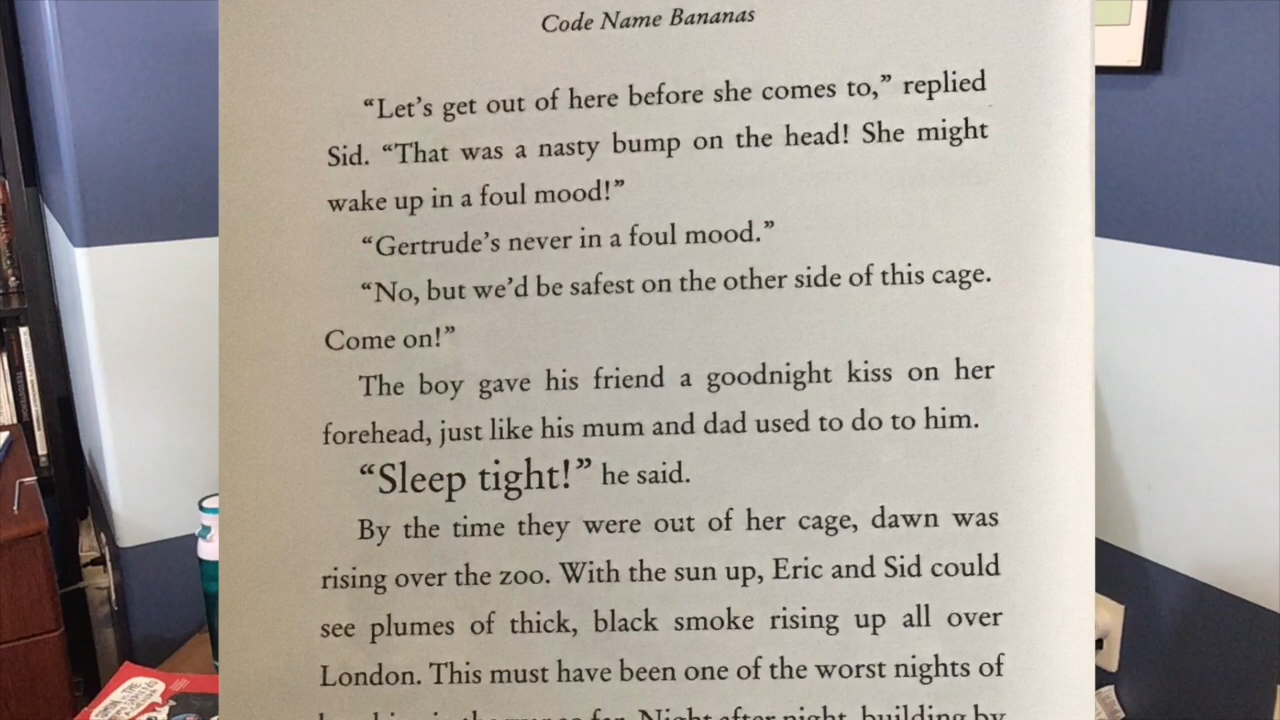 Code Name Bananas
“Let’s get out of here before she comes to,” replied
Sid. “That was a nasty bump on the head! She might
wake up in a foul mood!”
“Gertrude’s never in a foul mood.”
“No, but we’d be safest on the other side of this cage.
Come on!”
The boy gave his friend a goodnight kiss on her
forehead, just like his mum and dad used to do to him.
“Sleep tight!” he said.
By the time they were out of her cage, dawn was
rising over the zoo. With the sun up, Eric and Sid could
see plumes of thick, black smoke rising up all over
London. This must have been one of the worst nights of
Night after night, building by